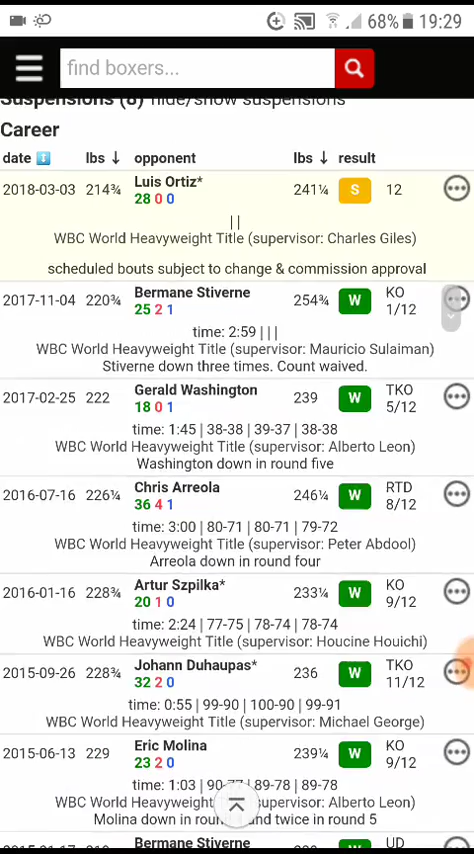 68% 19:29
find boxers...
Suspensions (8) hide/show suspensions
Career
date lbs ↓ opponent lbs ↓ result
2018-03-03 214¾ Luis Ortiz* 241¼ S 12
28 0 0
||
WBC World Heavyweight Title (supervisor: Charles Giles)
scheduled bouts subject to change & commission approval
2017-11-04 220¾ Bermane Stiverne 254¾ W KO
25 2 1 1/12
time: 2:59 | | |
WBC World Heavyweight Title (supervisor: Mauricio Sulaiman)
Stiverne down three times. Count waived.
2017-02-25 222 Gerald Washington 239 W TKO
18 0 1 5/12
time: 1:45 | 38-38 | 39-37 | 38-38
WBC World Heavyweight Title (supervisor: Alberto Leon)
Washington down in round five
2016-07-16 226¼ Chris Arreola 246¼ W RTD
36 4 1 8/12
time: 3:00 | 80-71 | 80-71 | 79-72
WBC World Heavyweight Title (supervisor: Peter Abdool)
Arreola down in round four
2016-01-16 228¾ Artur Szpilka* 233¼ W KO
20 1 0 9/12
time: 2:24 | 77-75 | 78-74 | 78-74
WBC World Heavyweight Title (supervisor: Houcine Houichi)
2015-09-26 228¾ Johann Duhaupas* 236 W TKO
32 2 0 11/12
time: 0:55 | 99-90 | 100-90 | 99-91
WBC World Heavyweight Title (supervisor: Michael George)
2015-06-13 229 Eric Molina 239¼ W KO
23 2 0 9/12
time: 1:03 | 90-77 | 89-78 | 89-78
WBC World Heavyweight Title (supervisor: Alberto Leon)
Molina down in round and twice in round 5
Bermane Stiverne UD